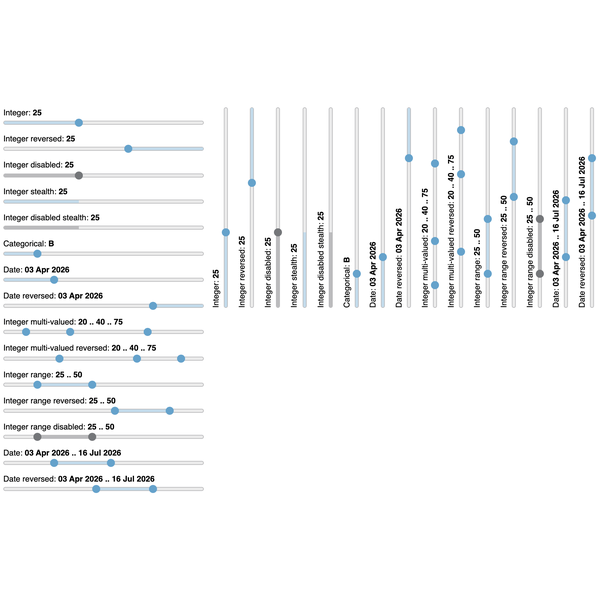 Integer: 25
Integer reversed: 25
Integer disabled: 25
Integer stealth: 25
Integer disabled stealth: 25
Categorical: B
Date: 03 Apr 2026
Date reversed: 03 Apr 2026
Integer multi-valued: 20 .. 40 .. 75
Integer multi-valued reversed: 20 .. 40 .. 75
Integer range: 25 .. 50
Integer range reversed: 25 .. 50
Integer range disabled: 25 .. 50
Date: 03 Apr 2026 .. 16 Jul 2026
Date reversed: 03 Apr 2026 .. 16 Jul 2026
Integer: 25
Integer reversed: 25
Integer disabled: 25
Integer stealth: 25
Integer disabled stealth: 25
Categorical: B
Date: 03 Apr 2026
Date reversed: 03 Apr 2026
Integer multi-valued: 20 .. 40 .. 75
Integer multi-valued reversed: 20 .. 40 .. 75
Integer range: 25 .. 50
Integer range reversed: 25 .. 50
Integer range disabled: 25 .. 50
Date: 03 Apr 2026 .. 16 Jul 2026
Date reversed: 03 Apr 2026 .. 16 Jul 2026